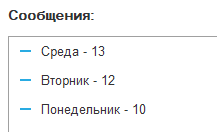 Сообщения:
Среда - 13
Вторник - 12
Понедельник - 10